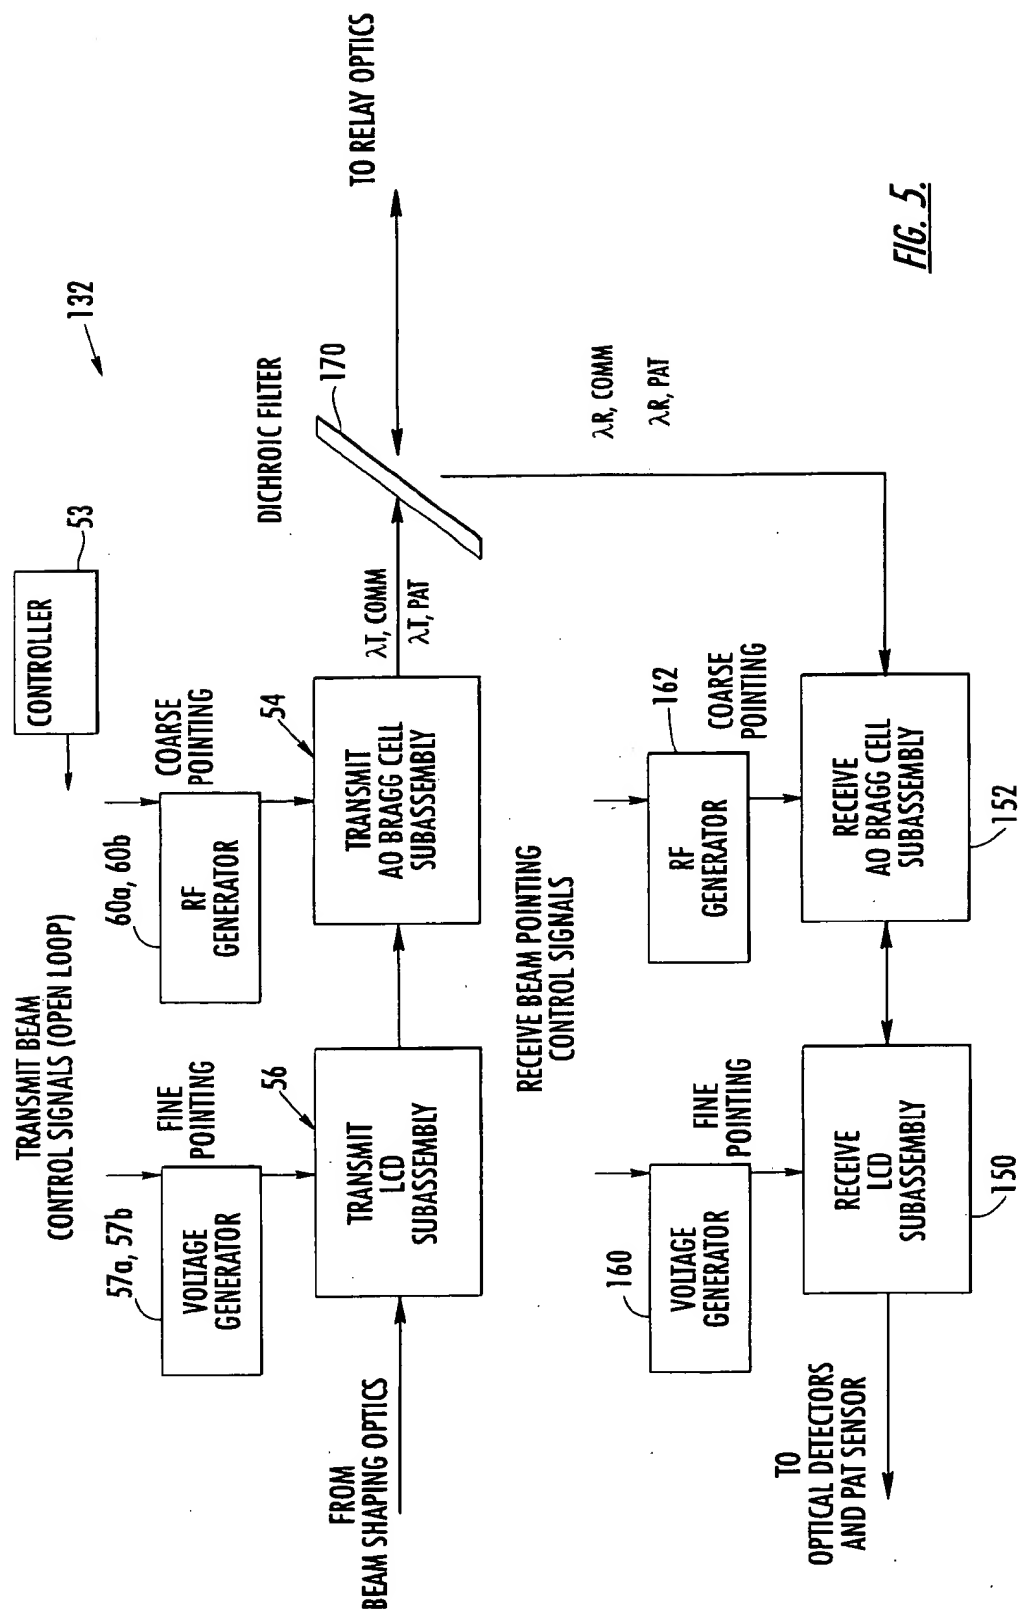 132
CONTROLLER
53
TRANSMIT BEAM
CONTROL SIGNALS (OPEN LOOP)
57a, 57b
FINE
POINTING
VOLTAGE
GENERATOR
60a, 60b
COARSE
POINTING
RF
GENERATOR
FROM
BEAM SHAPING OPTICS
56
TRANSMIT
LCD
SUBASSEMBLY
54
TRANSMIT
AO BRAGG CELL
SUBASSEMBLY
λT, COMM
λT, PAT
DICHROIC FILTER
170
TO RELAY OPTICS
RECEIVE BEAM POINTING
CONTROL SIGNALS
λR, COMM
λR, PAT
160
FINE
POINTING
VOLTAGE
GENERATOR
162
COARSE
POINTING
RF
GENERATOR
TO
OPTICAL DETECTORS
AND PAT SENSOR
RECEIVE
LCD
SUBASSEMBLY
150
RECEIVE
AO BRAGG CELL
SUBASSEMBLY
152
FIG. 5.